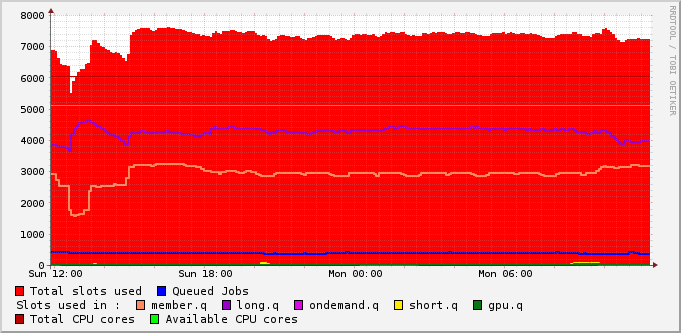 8000
7000
6000
5000
4000
3000
2000
1000
0
Sun 12:00 Sun 18:00 Mon 00:00 Mon 06:00
Total slots used Queued Jobs
Slots used in : member.q long.q ondemand.q short.q gpu.q
Total CPU cores Available CPU cores
RRDTOOL / TOBI OETIKER